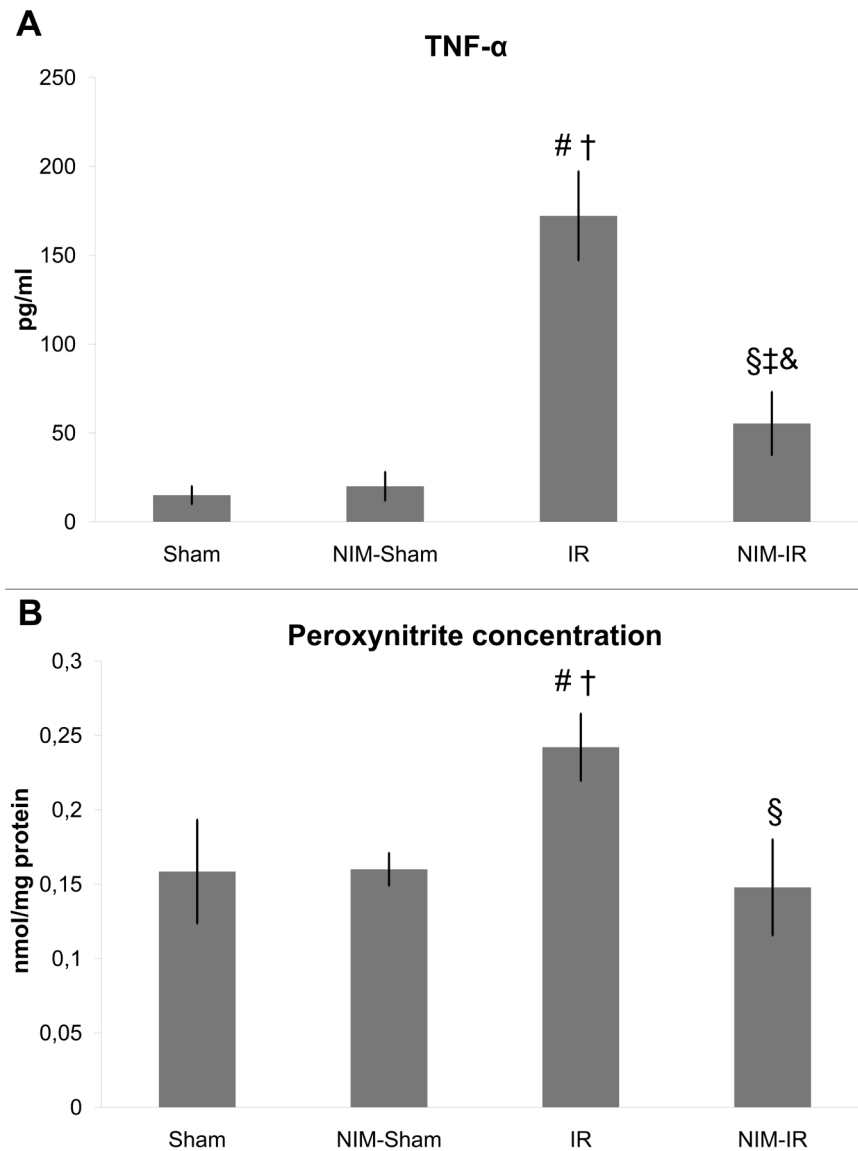 A
TNF-α
250
200
150
100
50
0
pg/ml
# †
§‡&
Sham NIM-Sham IR NIM-IR
B
Peroxynitrite concentration
0,3
0,25
0,2
0,15
0,1
0,05
0
nmol/mg protein
# †
§
Sham NIM-Sham IR NIM-IR